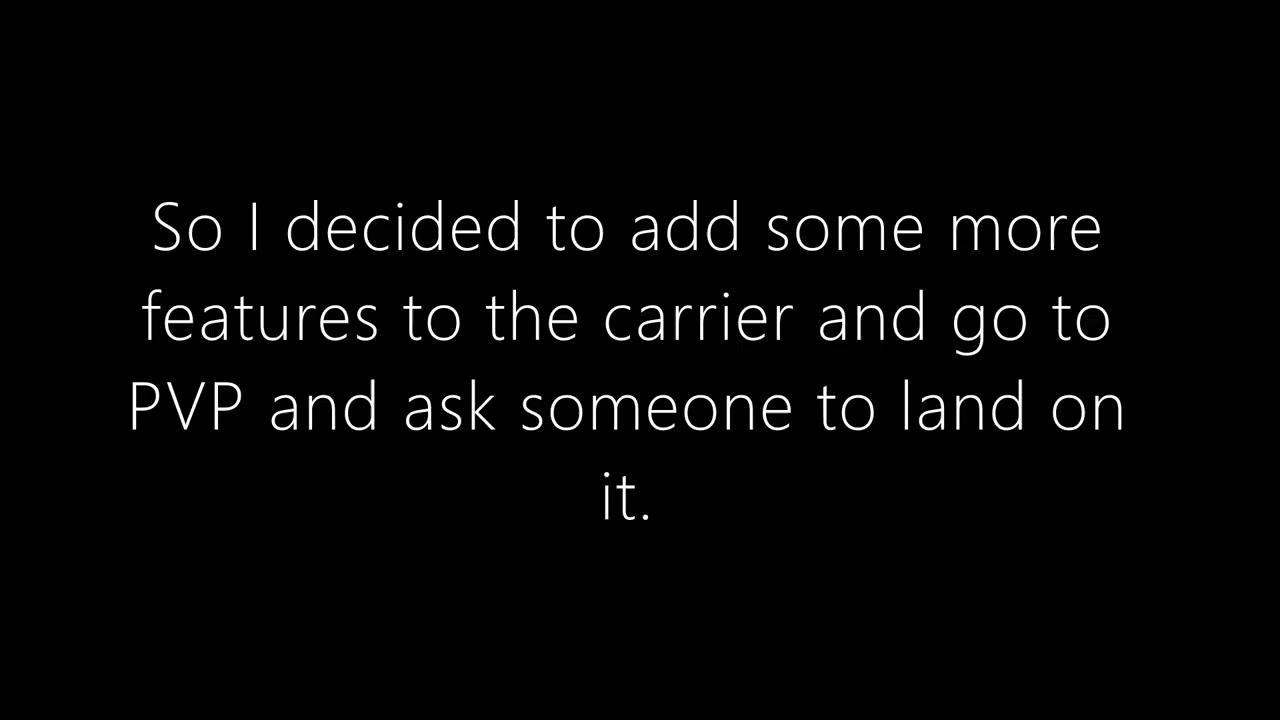 So I decided to add some more
features to the carrier and go to
PVP and ask someone to land on
it.